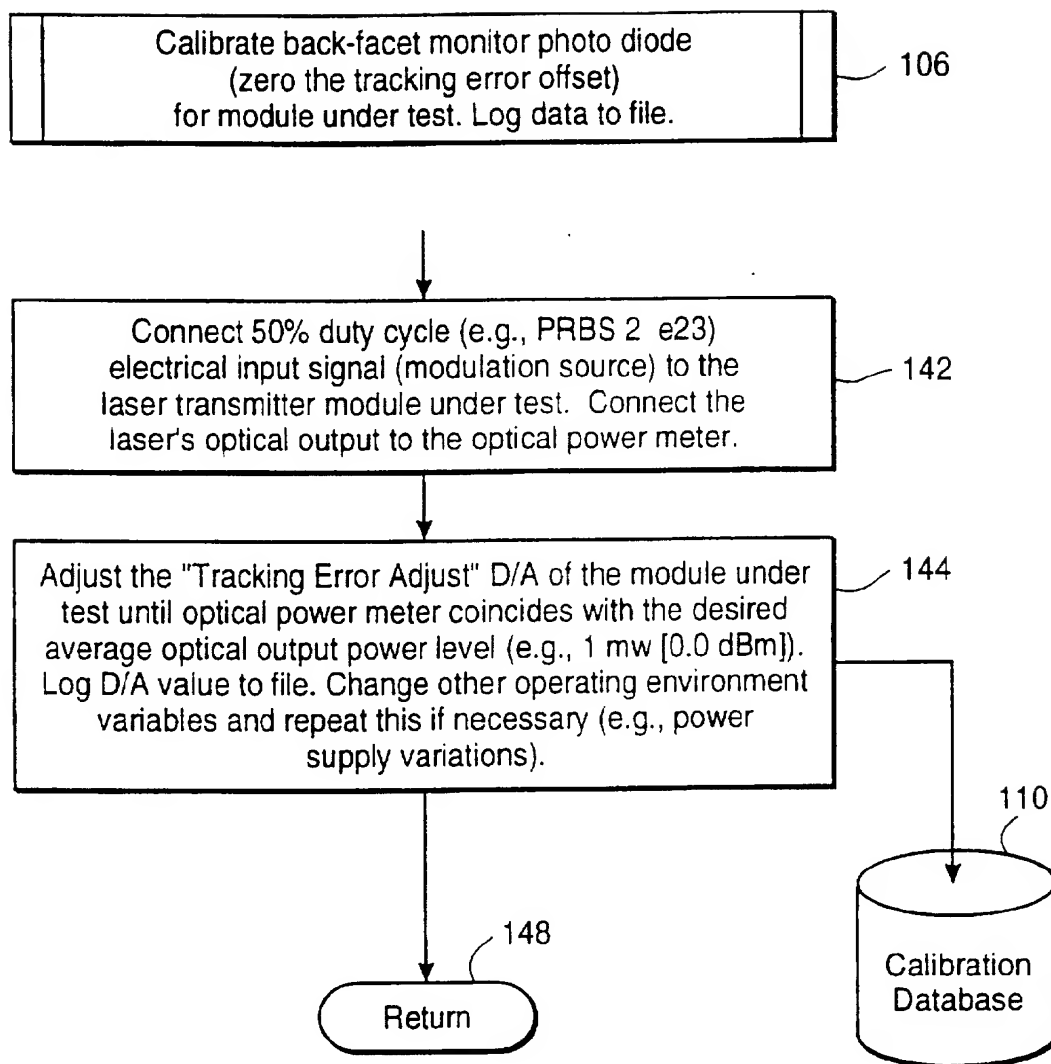 Calibrate back-facet monitor photo diode
(zero the tracking error offset)
for module under test. Log data to file.
106
Connect 50% duty cycle (e.g., PRBS 2 e23)
electrical input signal (modulation source) to the
laser transmitter module under test. Connect the
laser's optical output to the optical power meter.
142
Adjust the "Tracking Error Adjust" D/A of the module under
test until optical power meter coincides with the desired
average optical output power level (e.g., 1 mw [0.0 dBm]).
Log D/A value to file. Change other operating environment
variables and repeat this if necessary (e.g., power
supply variations).
144
110
Calibration
Database
148
Return